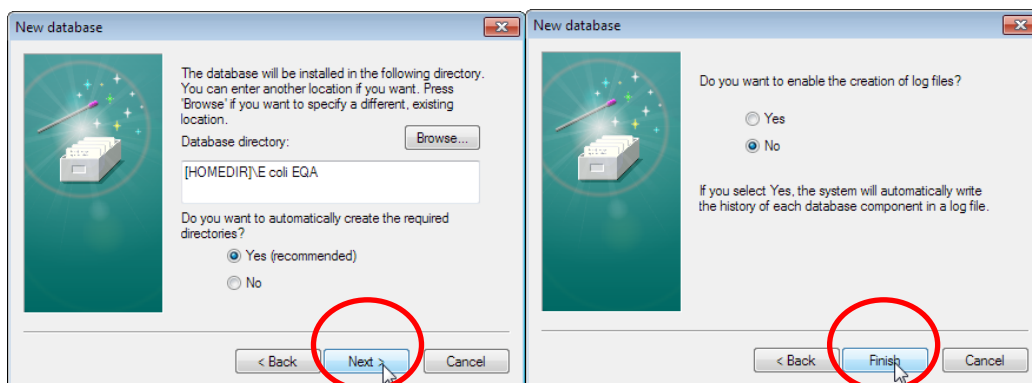 New database
The database will be installed in the following directory.
You can enter another location if you want. Press
'Browse' if you want to specify a different, existing
location.
Database directory:
Browse...
[HOMEDIR]\E coli EQA
Do you want to automatically create the required
directories?
Yes (recommended)
No
< Back
Next >
Cancel
New database
Do you want to enable the creation of log files?
Yes
No
If you select Yes, the system will automatically write
the history of each database component in a log file.
< Back
Finish
Cancel